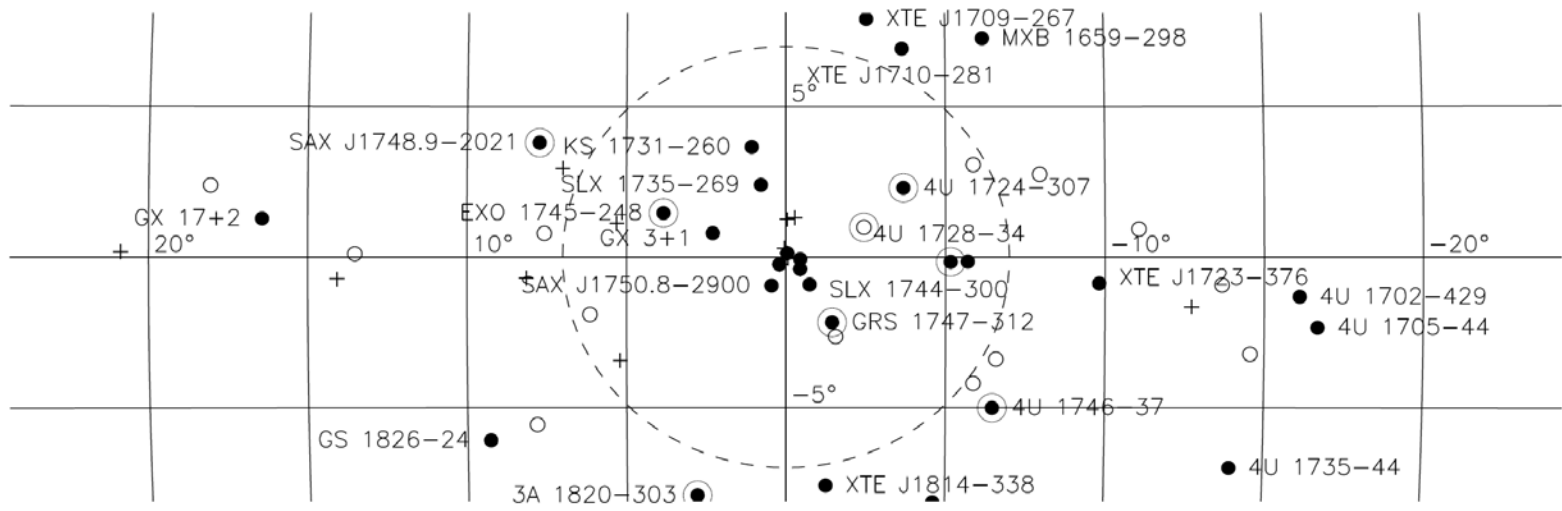 XTE J1709−267
MXB 1659−298
XTE J1710−281
5°
SAX J1748.9−2021
KS 1731−260
SLX 1735−269
4U 1724−307
GX 17+2
EXO 1745−248
GX 3+1
4U 1728−34
20°
10°
−10°
−20°
SAX J1750.8−2900
SLX 1744−300
XTE J1723−376
4U 1702−429
GRS 1747−312
4U 1705−44
−5°
4U 1746−37
GS 1826−24
4U 1735−44
3A 1820−303
XTE J1814−338